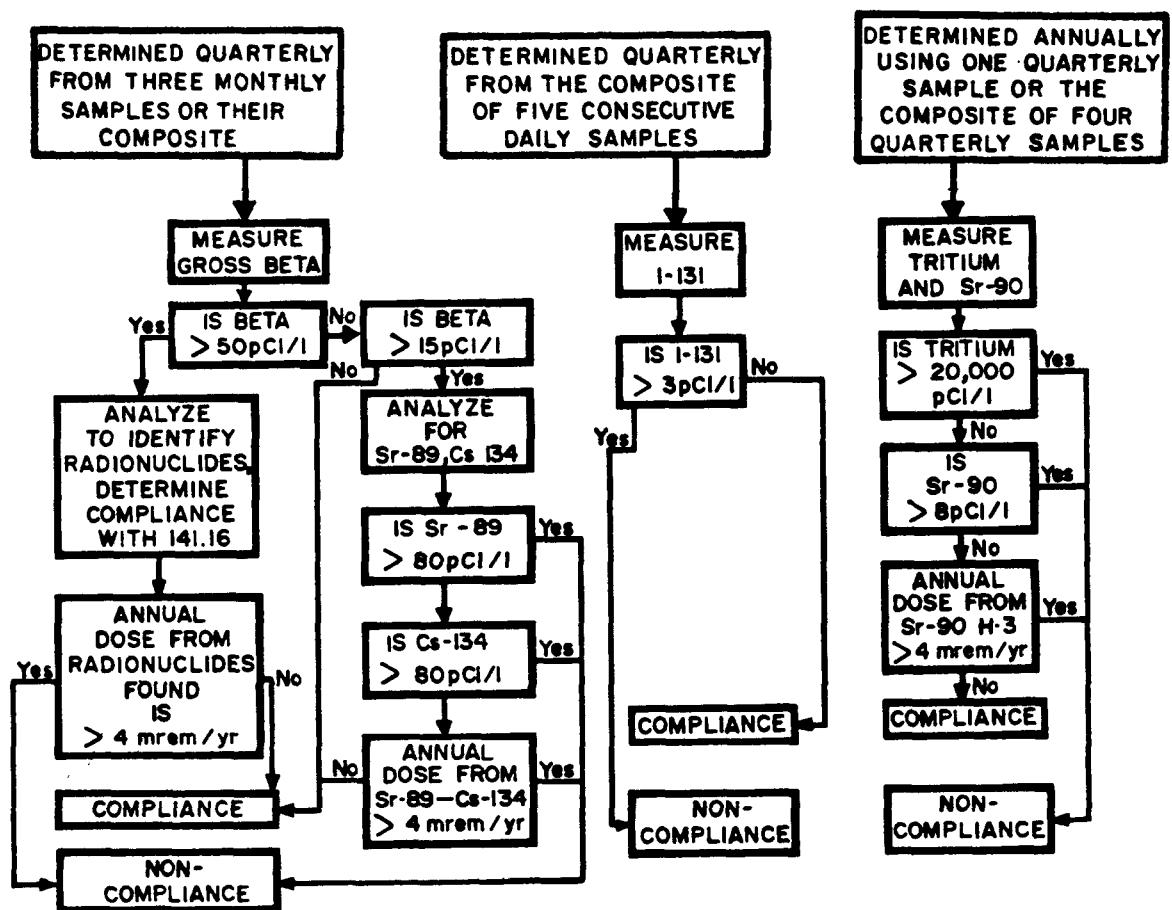 DETERMINED QUARTERLY
FROM THREE MONTHLY
SAMPLES OR THEIR
COMPOSITE
MEASURE
GROSS BETA
IS BETA
> 50pCi/l
Yes
No
IS BETA
> 15pCi/l
No
Yes
ANALYZE
TO IDENTIFY
RADIONUCLIDES,
DETERMINE
COMPLIANCE
WITH 141.16
ANALYZE
FOR
Sr-89,Cs 134
IS Sr-89
> 80pCi/l
Yes
IS Cs-134
> 80pCi/l
Yes
ANNUAL
DOSE FROM
RADIONUCLIDES
FOUND
IS
> 4 mrem/yr
Yes
No
ANNUAL
DOSE FROM
Sr-89-Cs-134
> 4 mrem/yr
No
Yes
COMPLIANCE
NON-
COMPLIANCE
DETERMINED QUARTERLY
FROM THE COMPOSITE
OF FIVE CONSECUTIVE
DAILY SAMPLES
MEASURE
I-131
IS I-131
> 3pCi/l
No
Yes
COMPLIANCE
NON-
COMPLIANCE
DETERMINED ANNUALLY
USING ONE QUARTERLY
SAMPLE OR THE
COMPOSITE OF FOUR
QUARTERLY SAMPLES
MEASURE
TRITIUM
AND Sr-90
IS TRITIUM
> 20,000
pCi/l
Yes
No
IS
Sr-90
>8pCi/l
Yes
No
ANNUAL
DOSE FROM
Sr-90 H-3
>4 mrem/yr
Yes
No
COMPLIANCE
NON-
COMPLIANCE